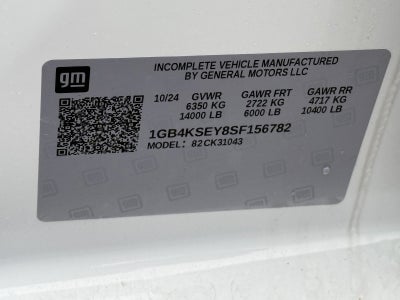 gm
INCOMPLETE VEHICLE MANUFACTURED
BY GENERAL MOTORS LLC
10/24 GVWR GAWR FRT GAWR RR
6350 KG 2722 KG 4717 KG
14000 LB 6000 LB 10400 LB
1GB4KSEY8SF156782
MODEL: 82CK31043